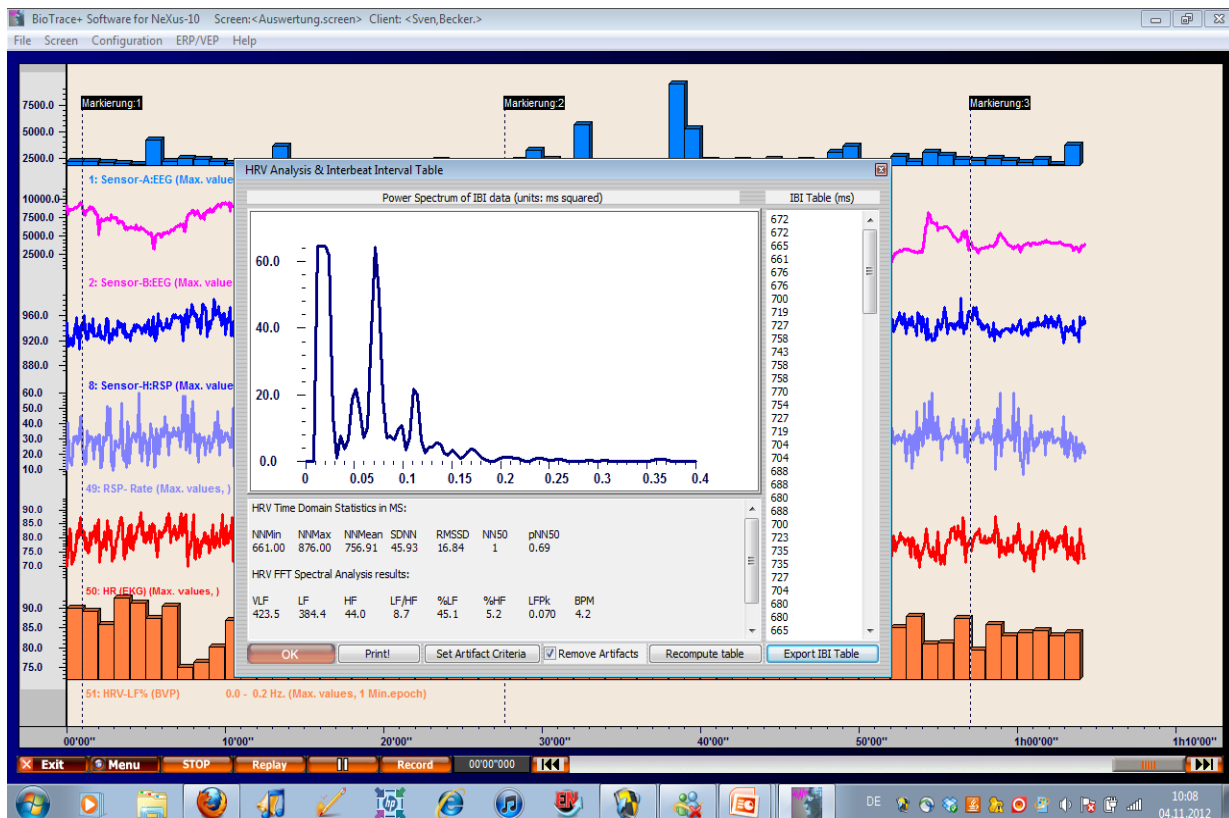 BioTrace+ Software for NeXus-10 Screen:<Auswertung.screen> Client: <Sven,Becker.>
File Screen Configuration ERP/VEP Help
Markierung:1 Markierung:2 Markierung:3
7500.0
5000.0
2500.0
1: Sensor-A:EEG (Max. value
10000.0
7500.0
5000.0
2500.0
2: Sensor-B:EEG (Max. value
960.0
920.0
880.0
8: Sensor-H:RSP (Max. value
60.0
50.0
40.0
30.0
20.0
10.0
49: RSP- Rate (Max. values, )
90.0
85.0
80.0
75.0
70.0
50: HR (EKG) (Max. values, )
90.0
85.0
80.0
75.0
51: HRV-LF% (BVP) 0.0 - 0.2 Hz. (Max. values, 1 Min.epoch)
HRV Analysis & Interbeat Interval Table
Power Spectrum of IBI data (units: ms squared)
60.0
40.0
20.0
0.0
0 0.05 0.1 0.15 0.2 0.25 0.3 0.35 0.4
HRV Time Domain Statistics in MS:
NNMin NNMax NNMean SDNN RMSSD NN50 pNN50
661.00 876.00 756.91 45.93 16.84 1 0.69
HRV FFT Spectral Analysis results:
VLF LF HF LF/HF %LF %HF LFPk BPM
423.5 384.4 44.0 8.7 45.1 5.2 0.070 4.2
IBI Table (ms)
672
672
665
661
676
676
700
719
727
758
743
758
758
770
754
727
719
704
704
688
688
680
688
700
723
735
735
727
704
680
680
665
OK Print! Set Artifact Criteria Remove Artifacts Recompute table Export IBI Table
00'00'' 10'00'' 20'00'' 30'00'' 40'00'' 50'00'' 1h00'00'' 1h10'00''
Exit Menu STOP Replay Record 00'00''000
DE 10:08
04.11.2012